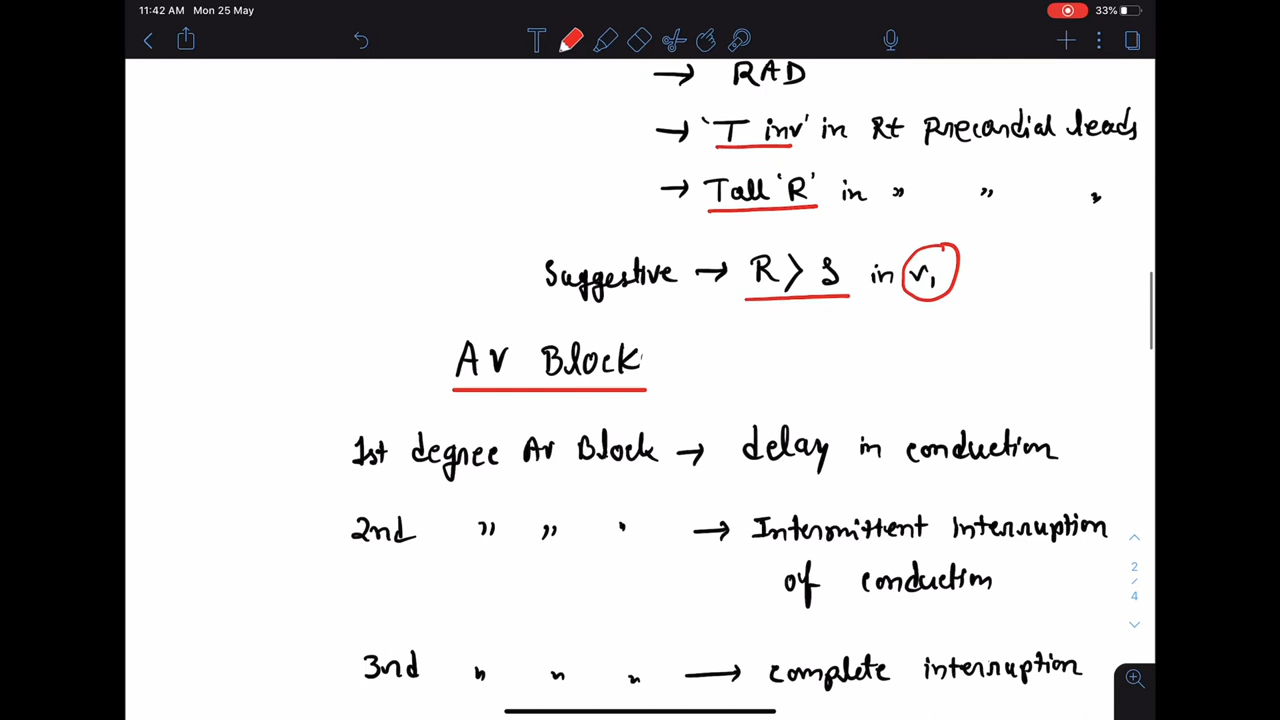 11:42 AM Mon 25 May
33%
→ RAD
→ 'T inv' in Rt precordial leads
→ Tall 'R' in " " "
Suggestive → R > S in V1
AV Block
1st degree AV Block → delay in conduction
2nd " " " → Intermittent interruption
of conduction
3rd " " " → complete interruption
2
/
4